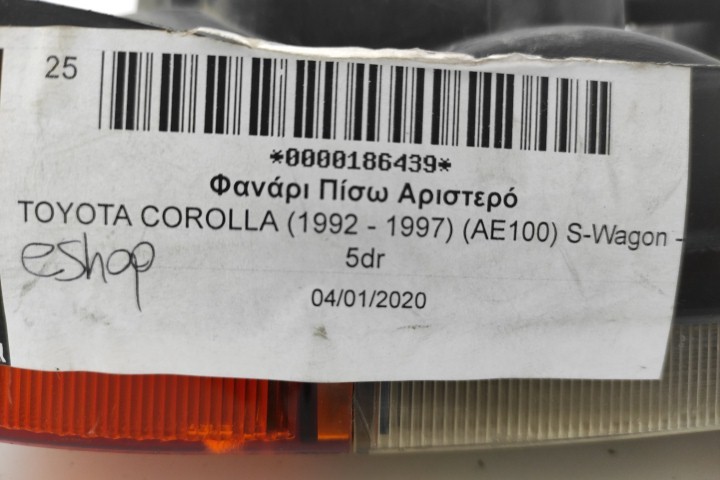 25
*0000186439*
Φανάρι Πίσω Αριστερό
TOYOTA COROLLA (1992 - 1997) (AE100) S-Wagon -
5dr
eshop
04/01/2020